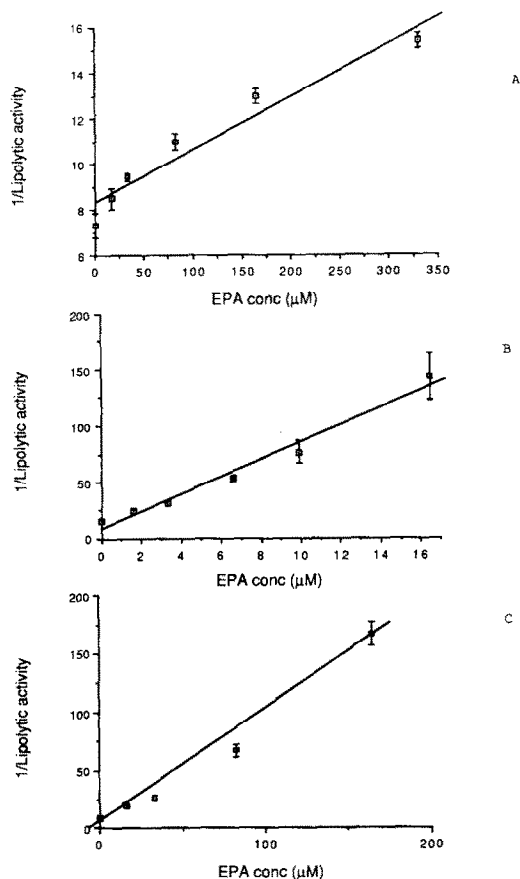 A
1/Lipolytic activity
16
14
12
10
8
6
0 50 100 150 200 250 300 350
EPA conc (µM)
B
1/Lipolytic activity
200
150
100
50
0
0 2 4 6 8 10 12 14 16
EPA conc (µM)
C
1/Lipolytic activity
200
150
100
50
0
0 100 200
EPA conc (µM)